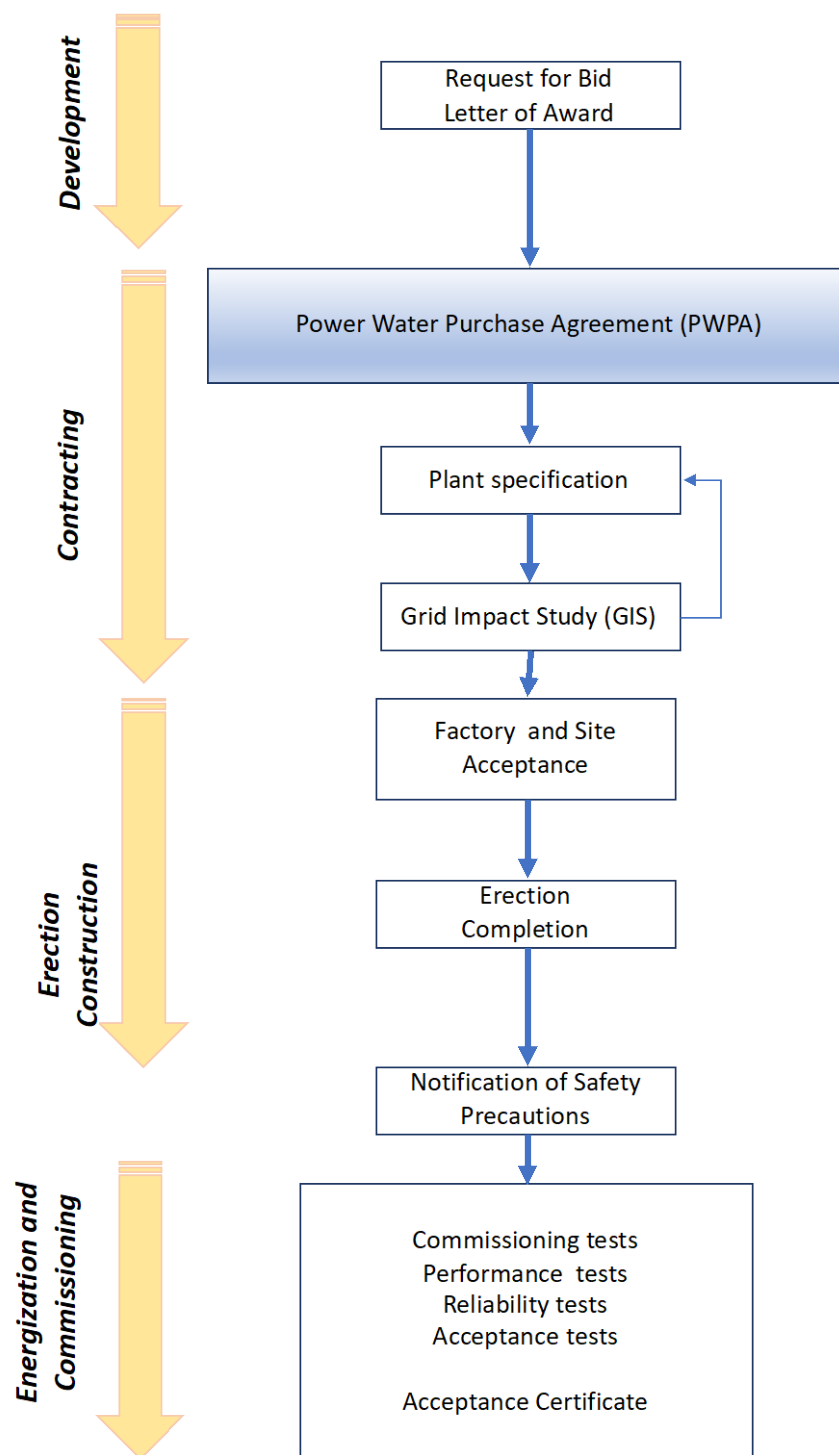 Development
Request for Bid
Letter of Award
Power Water Purchase Agreement (PWPA)
Contracting
Plant specification
Grid Impact Study (GIS)
Factory and Site
Acceptance
Erection
Construction
Erection
Completion
Notification of Safety
Precautions
Energization and
Commissioning
Commissioning tests
Performance tests
Reliability tests
Acceptance tests
Acceptance Certificate